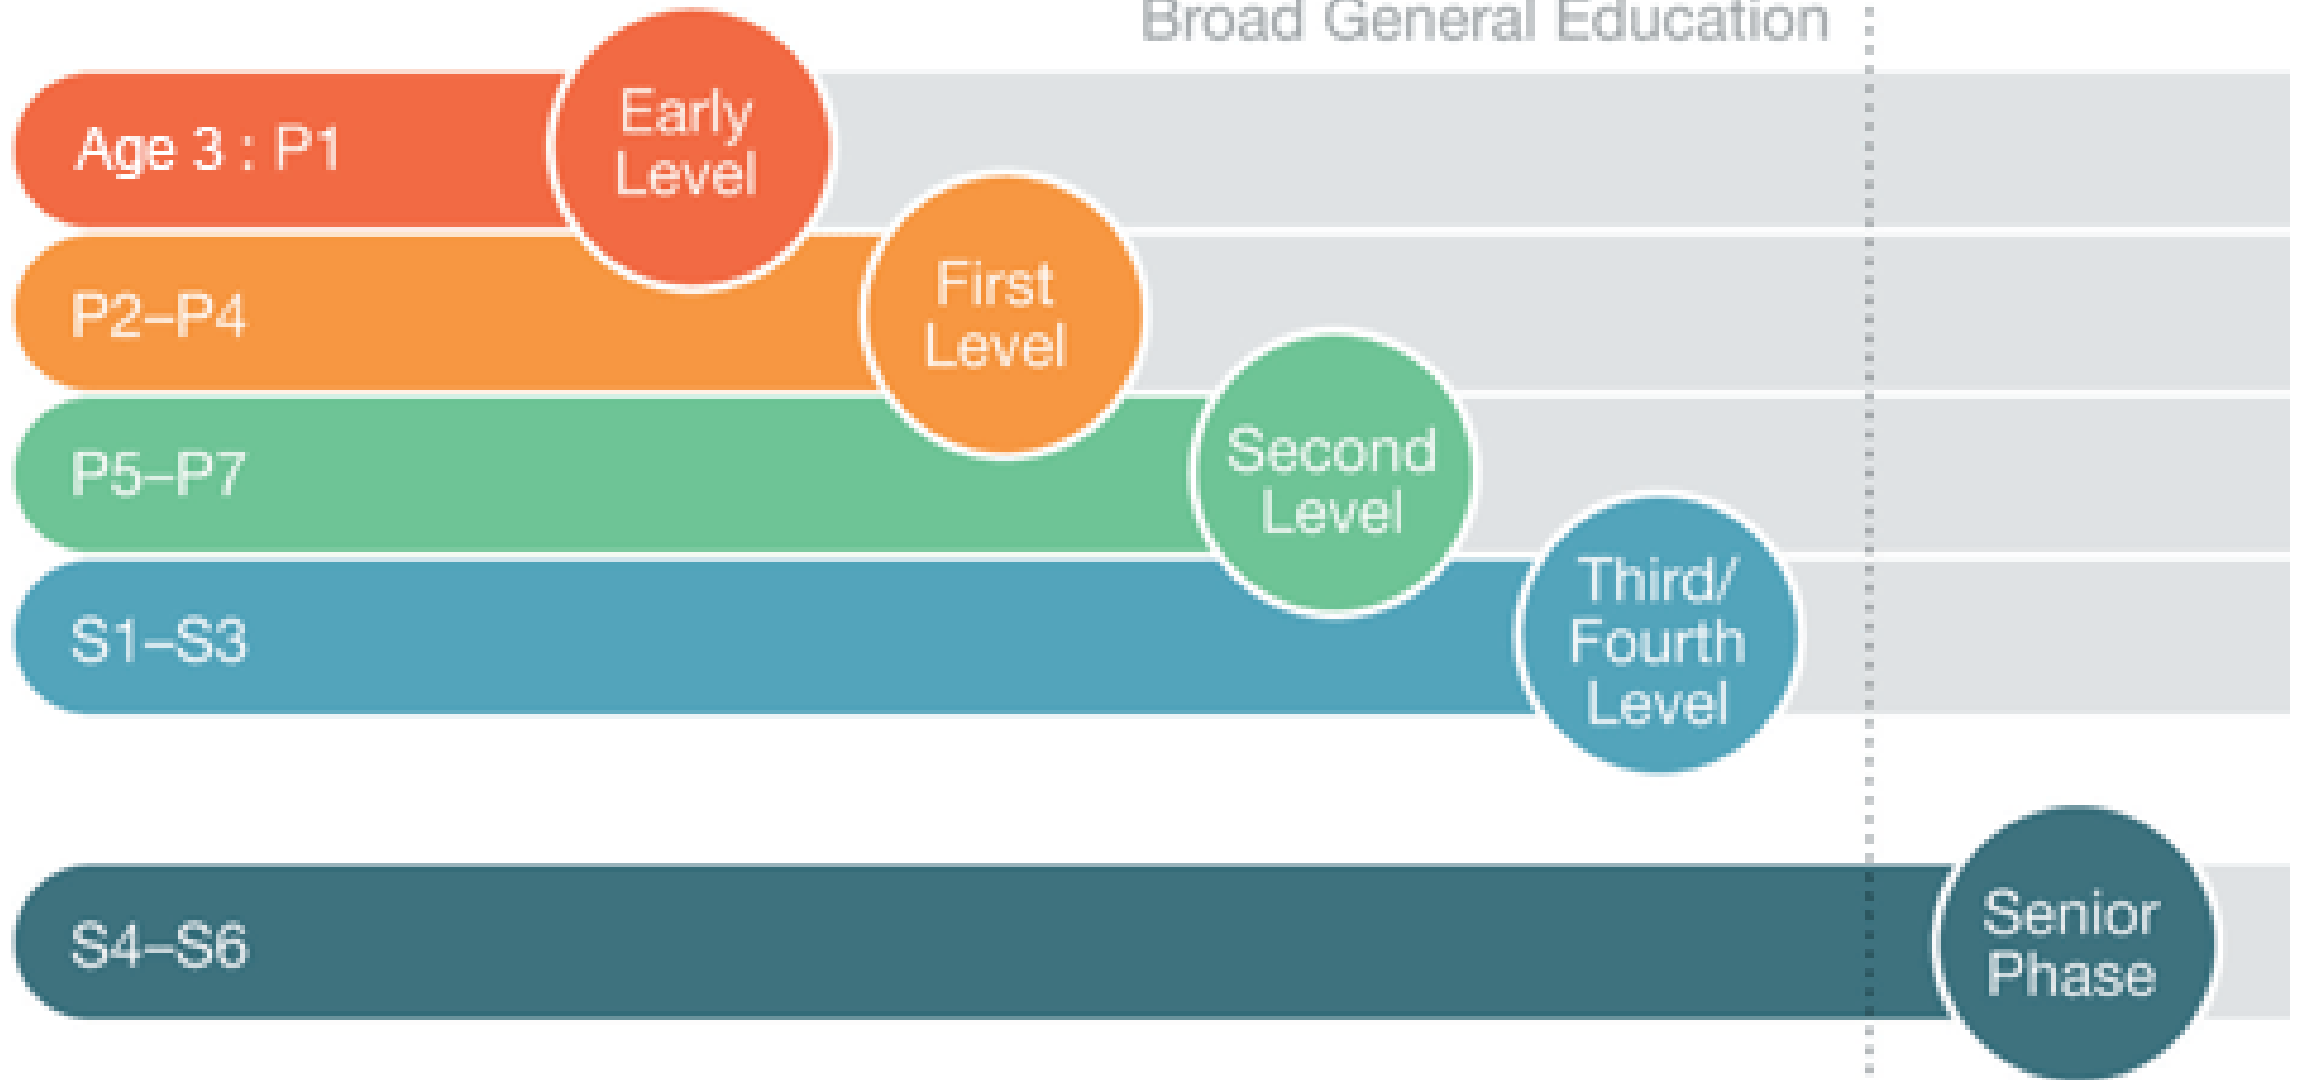 Broad General Education
Age 3 : P1
Early
Level
P2–P4
First
Level
P5–P7
Second
Level
S1–S3
Third/
Fourth
Level
S4–S6
Senior
Phase